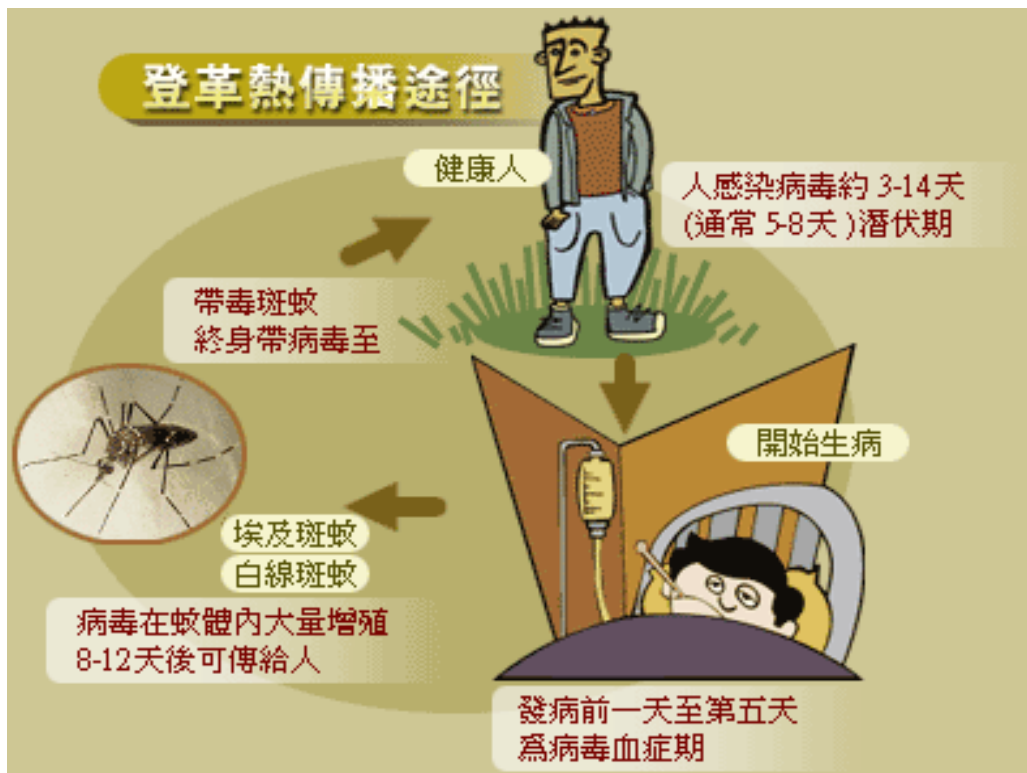 登革熱傳播途徑
健康人
人感染病毒約 3-14天
(通常 5-8天 )潛伏期
帶毒斑蚊
終身帶病毒至
開始生病
埃及斑蚊
白線斑蚊
病毒在蚊體內大量增殖
8-12天後可傳給人
發病前一天至第五天
爲病毒血症期